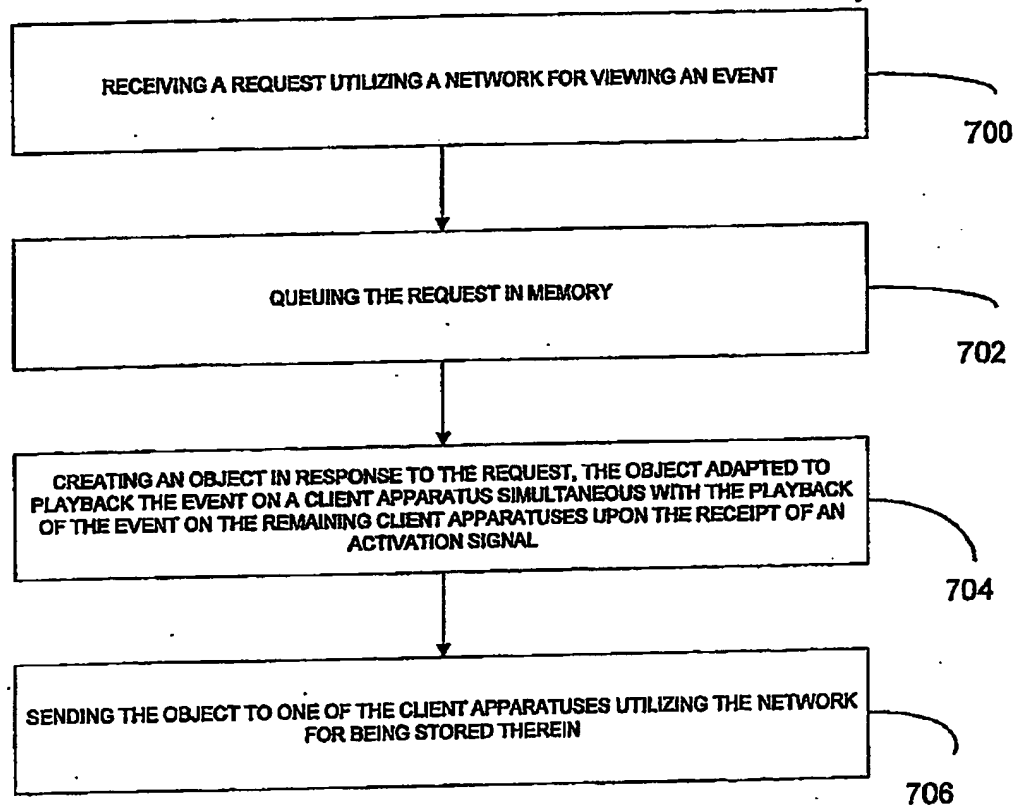 RECEIVING A REQUEST UTILIZING A NETWORK FOR VIEWING AN EVENT
700
QUEUING THE REQUEST IN MEMORY
702
CREATING AN OBJECT IN RESPONSE TO THE REQUEST, THE OBJECT ADAPTED TO
PLAYBACK THE EVENT ON A CLIENT APPARATUS SIMULTANEOUS WITH THE PLAYBACK
OF THE EVENT ON THE REMAINING CLIENT APPARATUSES UPON THE RECEIPT OF AN
ACTIVATION SIGNAL
704
SENDING THE OBJECT TO ONE OF THE CLIENT APPARATUSES UTILIZING THE NETWORK
FOR BEING STORED THEREIN
706